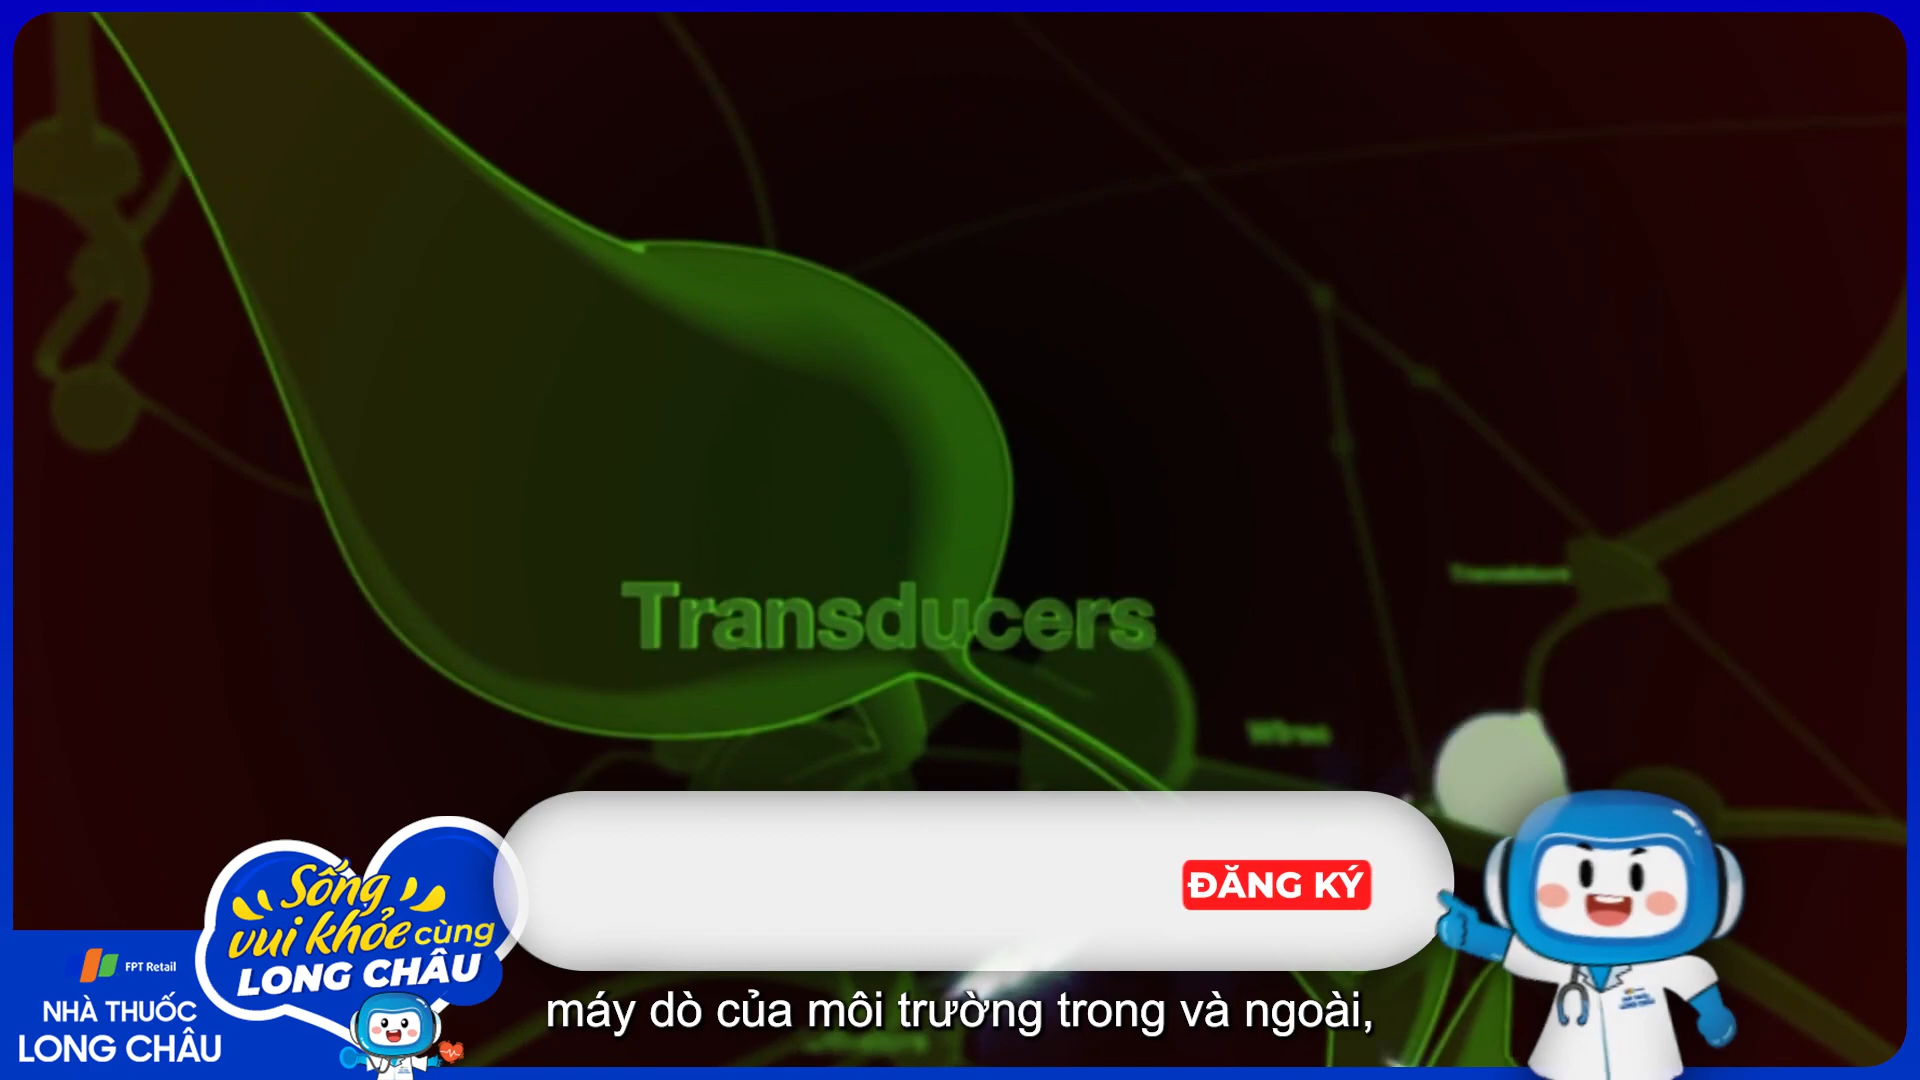 Transducers
Wires
ĐĂNG KÝ
Sống
vui khỏe cùng
LONG CHÂU
FPT Retail
NHÀ THUỐC
LONG CHÂU
máy dò của môi trường trong và ngoài,